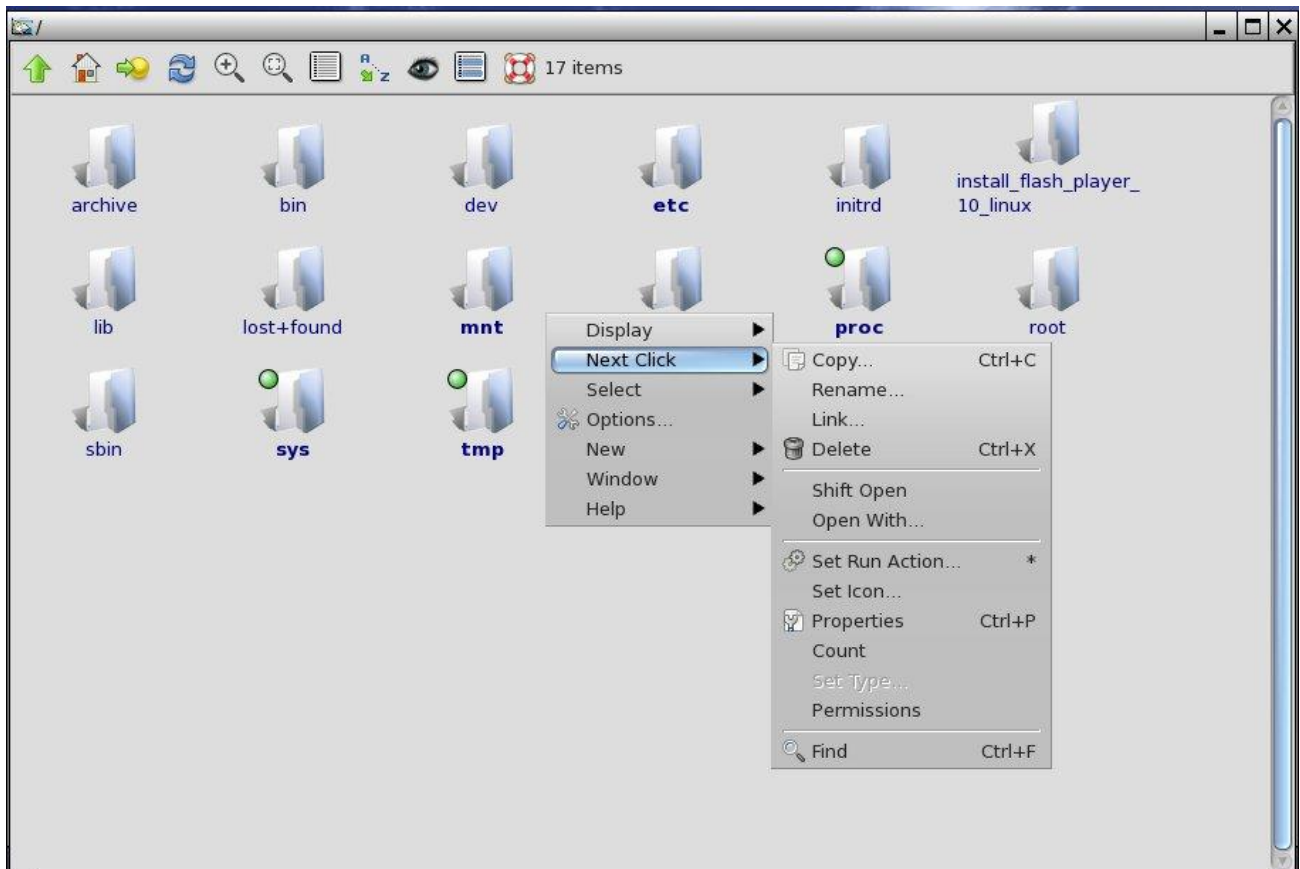 /
17 items
archive
bin
dev
etc
initrd
install_flash_player_
10_linux
lib
lost+found
mnt
proc
root
sbin
sys
tmp
Display
Next Click
Select
Options...
New
Window
Help
Copy... Ctrl+C
Rename...
Link...
Delete Ctrl+X
Shift Open
Open With...
Set Run Action... *
Set Icon...
Properties Ctrl+P
Count
Set Type...
Permissions
Find Ctrl+F